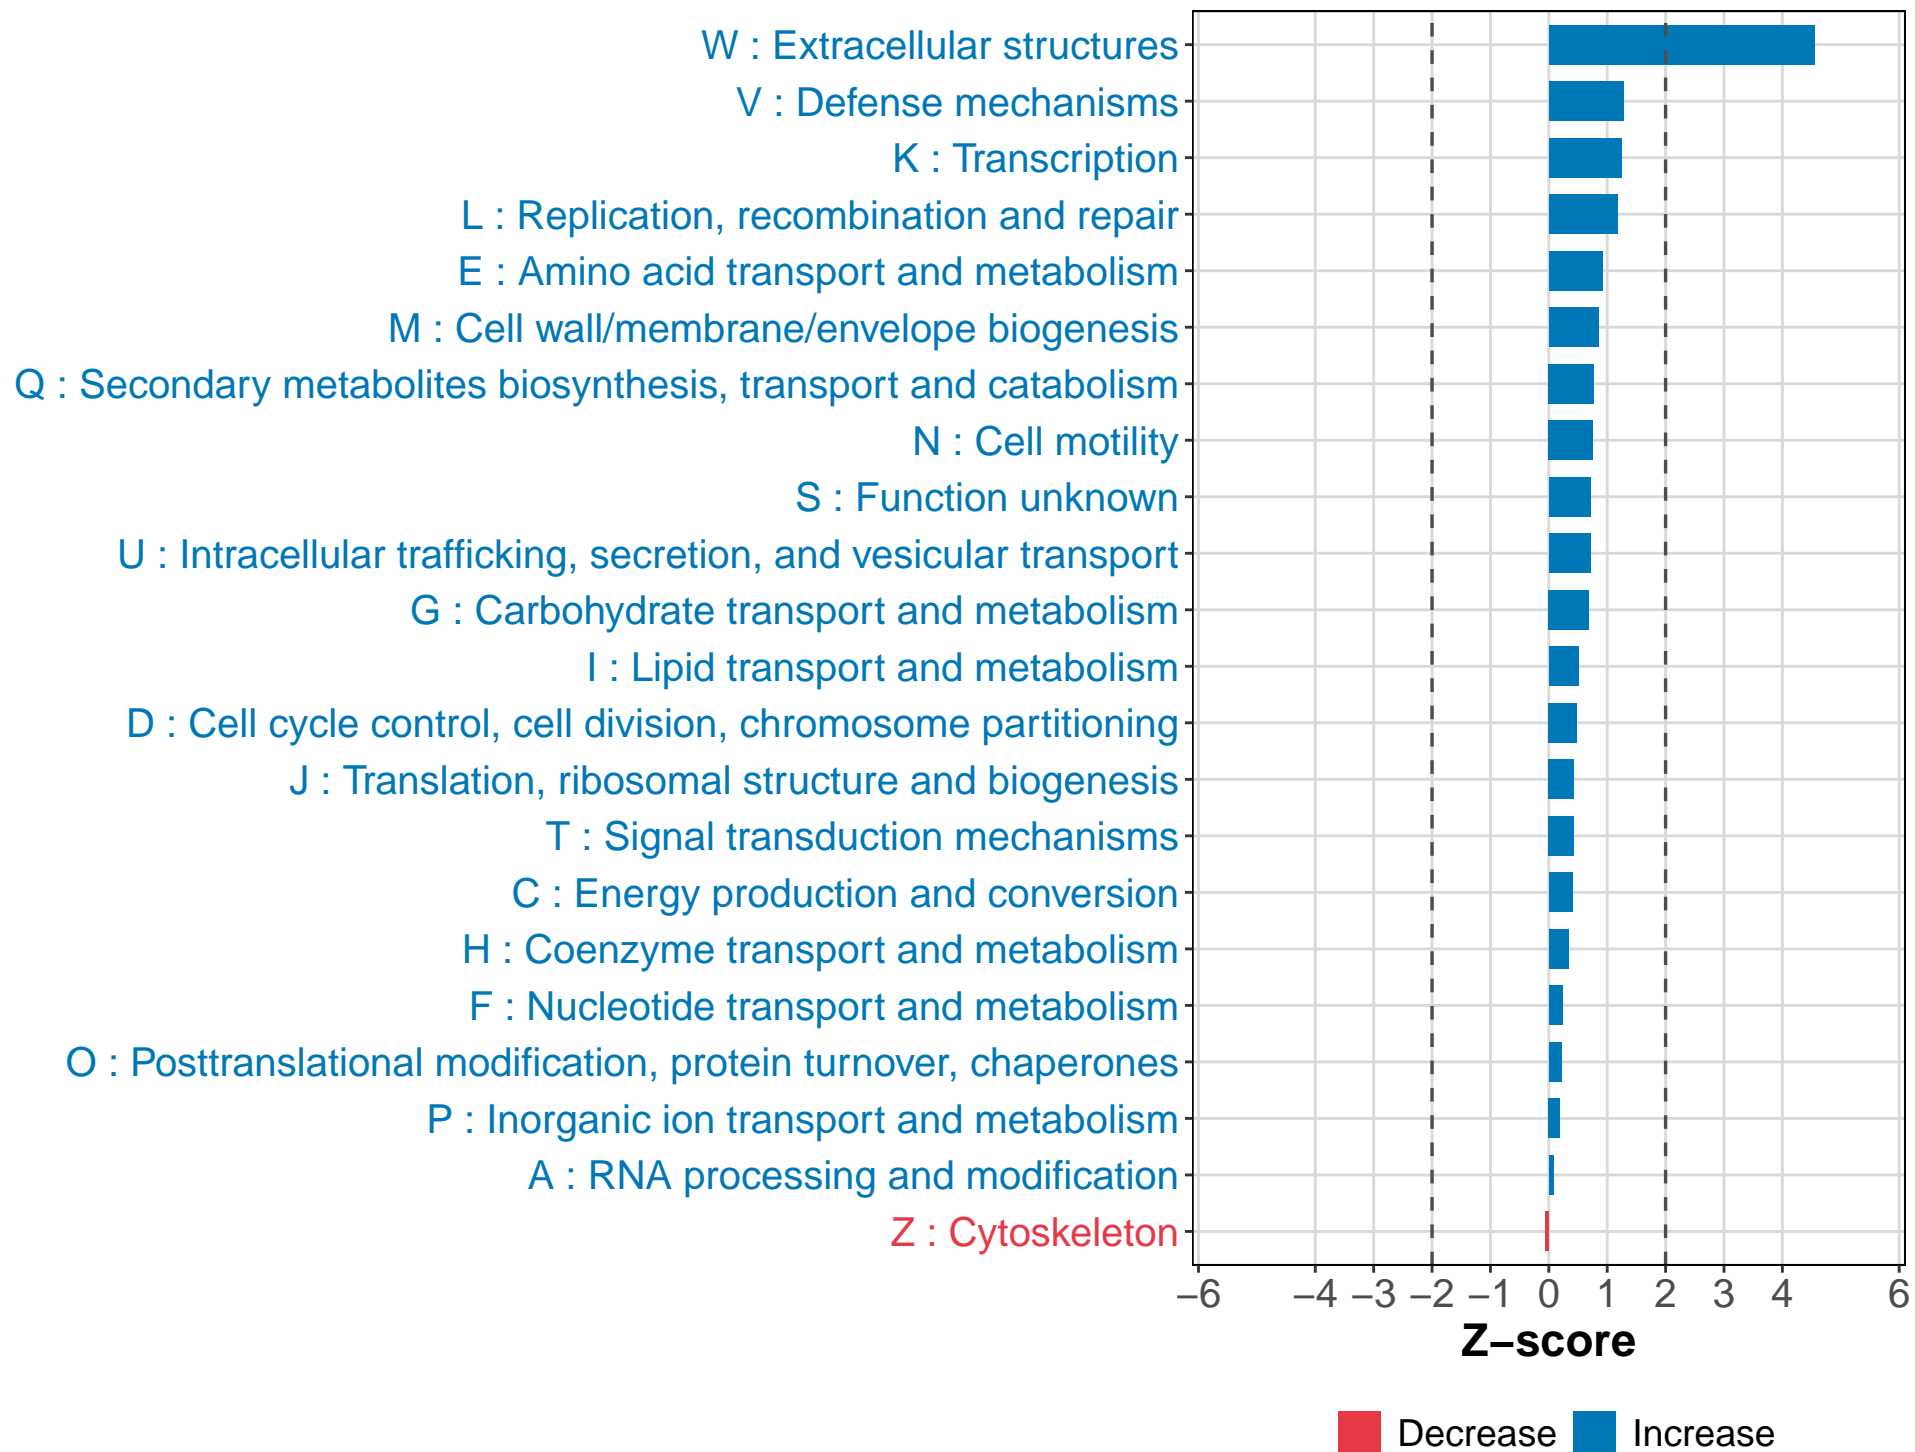 W : Extracellular structures
V : Defense mechanisms
K : Transcription
L : Replication, recombination and repair
E : Amino acid transport and metabolism
M : Cell wall/membrane/envelope biogenesis
Q : Secondary metabolites biosynthesis, transport and catabolism
N : Cell motility
S : Function unknown
U : Intracellular trafficking, secretion, and vesicular transport
G : Carbohydrate transport and metabolism
I : Lipid transport and metabolism
D : Cell cycle control, cell division, chromosome partitioning
J : Translation, ribosomal structure and biogenesis
T : Signal transduction mechanisms
C : Energy production and conversion
H : Coenzyme transport and metabolism
F : Nucleotide transport and metabolism
O : Posttranslational modification, protein turnover, chaperones
P : Inorganic ion transport and metabolism
A : RNA processing and modification
Z : Cytoskeleton
−6 −4 −3 −2 −1 0 1 2 3 4 6
Z−score
Decrease Increase